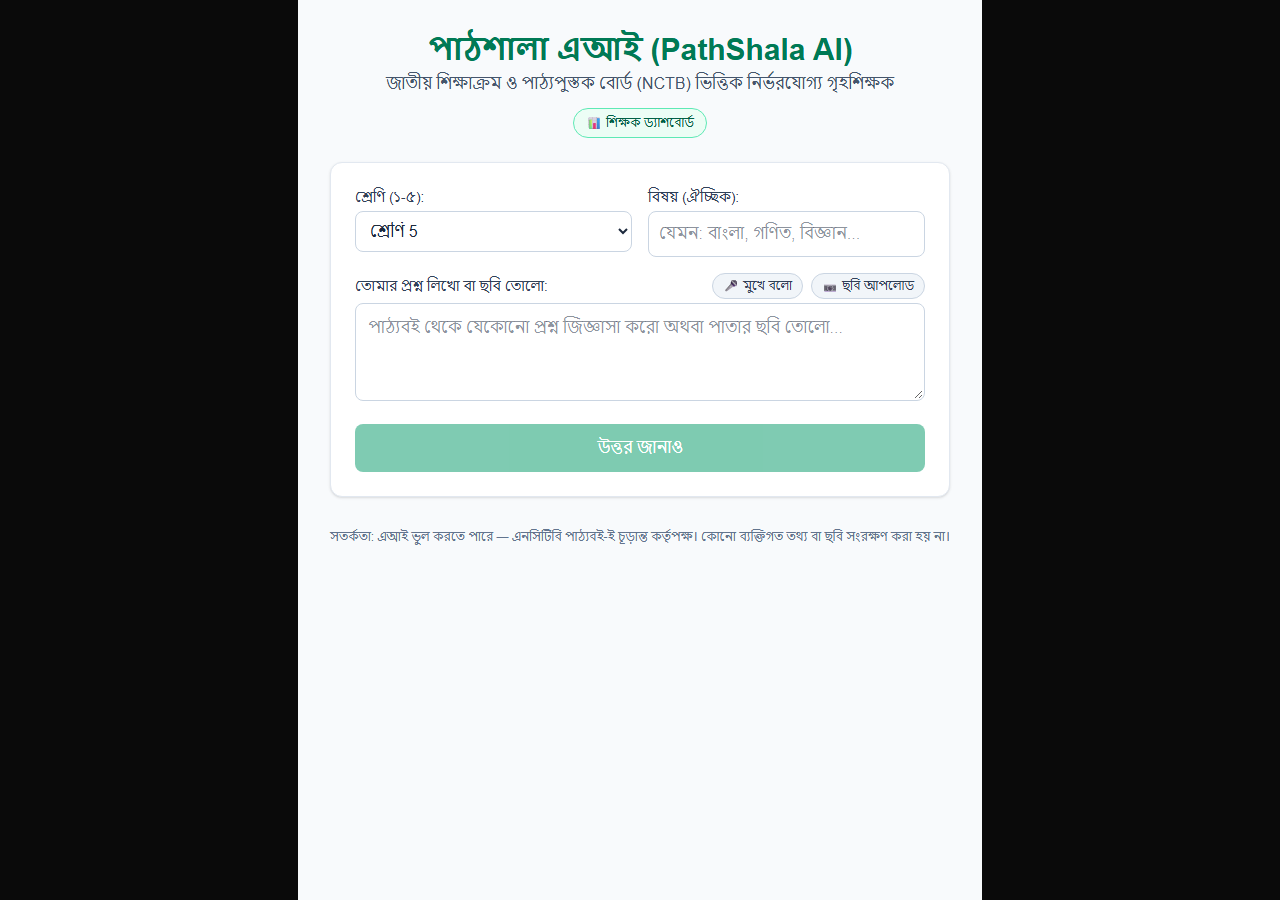 পাঠশালা এআই (PathShala AI)
জাতীয় শিক্ষাক্রম ও পাঠ্যপুস্তক বোর্ড (NCTB) ভিত্তিক নির্ভরযোগ্য গৃহশিক্ষক
📊 শিক্ষক ড্যাশবোর্ড
শ্রেণি (১-৫):
বিষয় (ঐচ্ছিক):
শ্রেণি 5
যেমন: বাংলা, গণিত, বিজ্ঞান...
তোমার প্রশ্ন লিখো বা ছবি তোলো:
🎤 মুখে বলো
📷 ছবি আপলোড
পাঠ্যবই থেকে যেকোনো প্রশ্ন জিজ্ঞাসা করো অথবা পাতার ছবি তোলো...
উত্তর জানাও
সতর্কতা: এআই ভুল করতে পারে — এনসিটিবি পাঠ্যবই-ই চূড়ান্ত কর্তৃপক্ষ। কোনো ব্যক্তিগত তথ্য বা ছবি সংরক্ষণ করা হয় না।